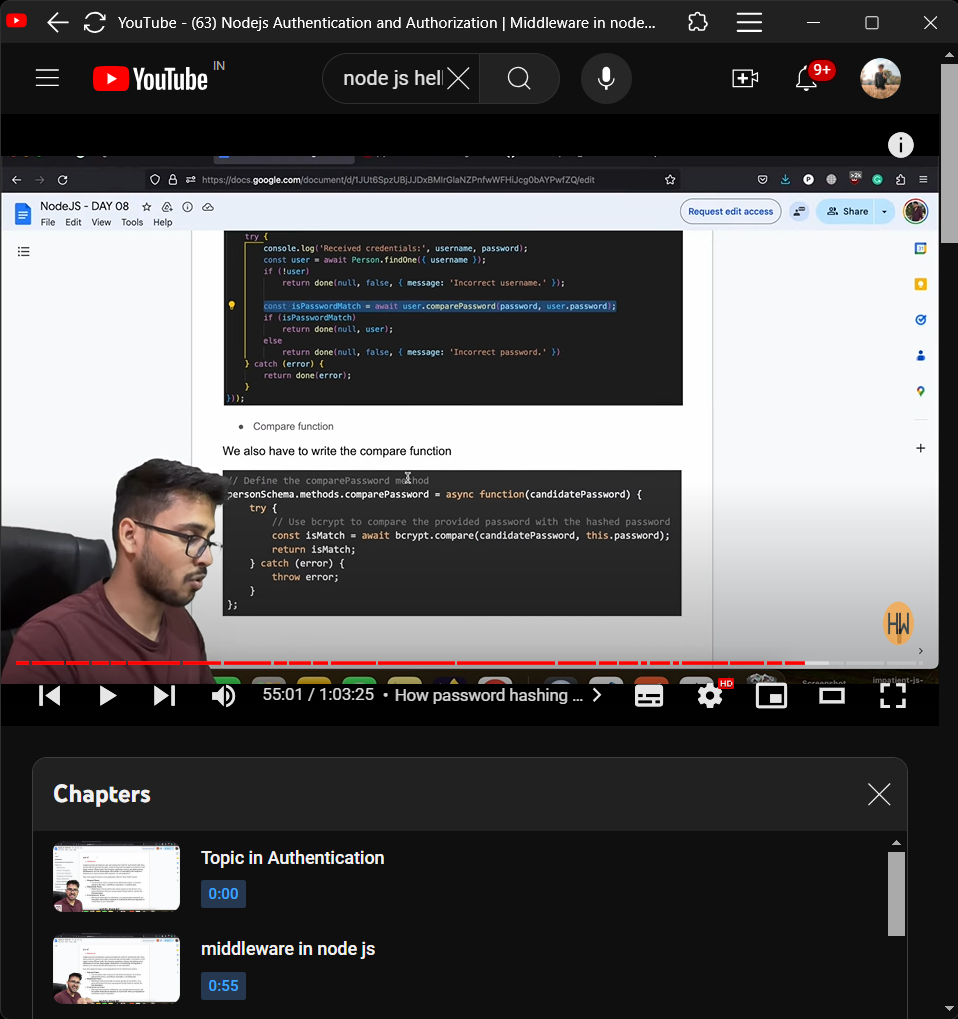 YouTube - (63) Nodejs Authentication and Authorization | Middleware in node...
YouTube IN
node js hel
9+
https://docs.google.com/document/d/1JUt6SpzUBjJJDxBMIrGlaNZPnfwWFHiJcg0bAYPwfZQ/edit
>2k
NodeJS - DAY 08
File Edit View Tools Help
Request edit access
Share
try {
console.log('Received credentials:', username, password);
const user = await Person.findOne({ username });
if (!user)
return done(null, false, { message: 'Incorrect username.' });
const isPasswordMatch = await user.comparePassword(password, user.password);
if (isPasswordMatch)
return done(null, user);
else
return done(null, false, { message: 'Incorrect password.' })
} catch (error) {
return done(error);
}
}));
• Compare function
We also have to write the compare function
// Define the comparePassword method
personSchema.methods.comparePassword = async function(candidatePassword) {
try {
// Use bcrypt to compare the provided password with the hashed password
const isMatch = await bcrypt.compare(candidatePassword, this.password);
return isMatch;
} catch (error) {
throw error;
}
};
HW
Screenshot
impatient-js-
55:01 / 1:03:25 • How password hashing ...
HD
Chapters
Topic in Authentication
0:00
middleware in node js
0:55